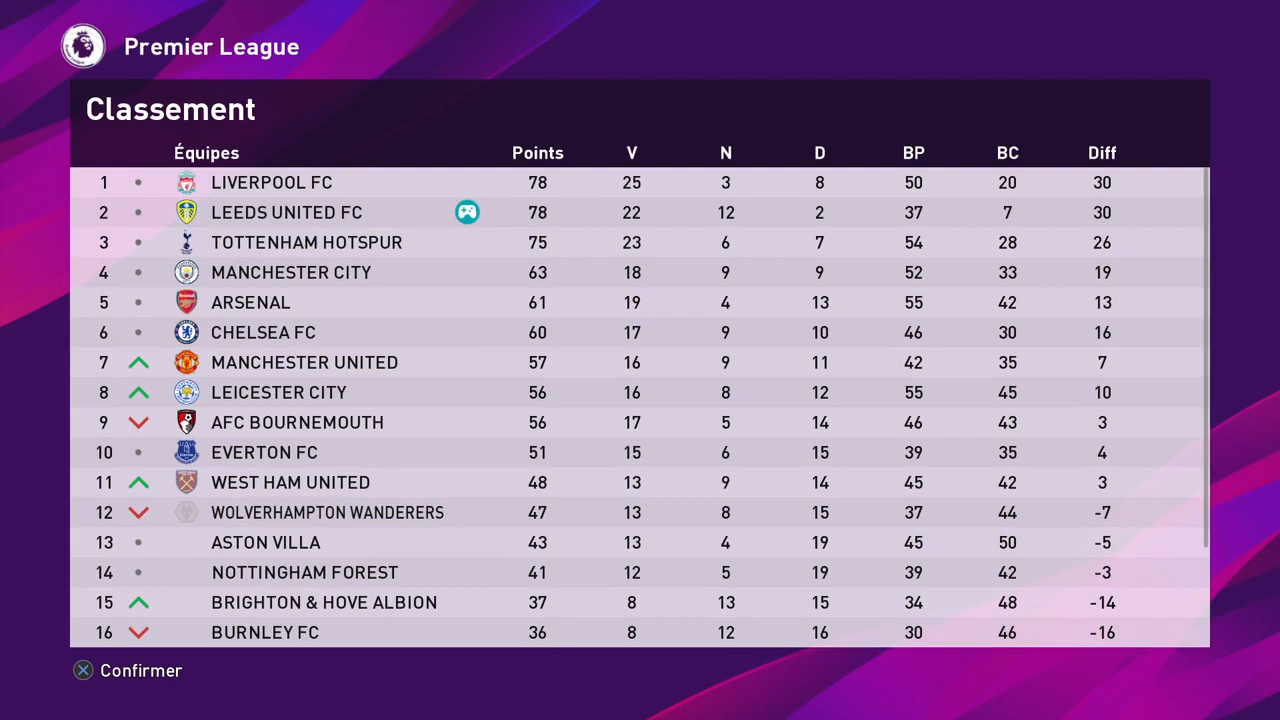 Premier League
Classement
Équipes Points V N D BP BC Diff
1 LIVERPOOL FC 78 25 3 8 50 20 30
2 LEEDS UNITED FC 78 22 12 2 37 7 30
3 TOTTENHAM HOTSPUR 75 23 6 7 54 28 26
4 MANCHESTER CITY 63 18 9 9 52 33 19
5 ARSENAL 61 19 4 13 55 42 13
6 CHELSEA FC 60 17 9 10 46 30 16
7 MANCHESTER UNITED 57 16 9 11 42 35 7
8 LEICESTER CITY 56 16 8 12 55 45 10
9 AFC BOURNEMOUTH 56 17 5 14 46 43 3
10 EVERTON FC 51 15 6 15 39 35 4
11 WEST HAM UNITED 48 13 9 14 45 42 3
12 WOLVERHAMPTON WANDERERS 47 13 8 15 37 44 -7
13 ASTON VILLA 43 13 4 19 45 50 -5
14 NOTTINGHAM FOREST 41 12 5 19 39 42 -3
15 BRIGHTON & HOVE ALBION 37 8 13 15 34 48 -14
16 BURNLEY FC 36 8 12 16 30 46 -16
Confirmer